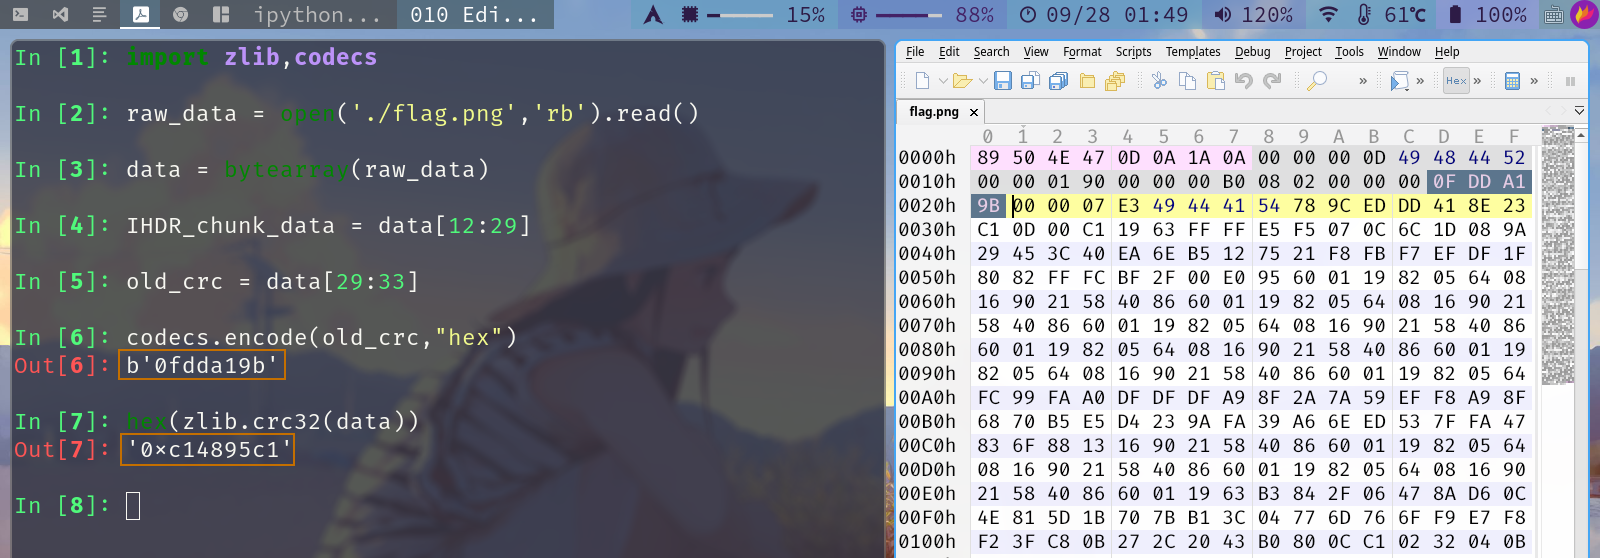 ipython... 010 Edi... 15% 88% 09/28 01:49 120% 61℃ 100%
In [1]: import zlib,codecs
In [2]: raw_data = open('./flag.png','rb').read()
In [3]: data = bytearray(raw_data)
In [4]: IHDR_chunk_data = data[12:29]
In [5]: old_crc = data[29:33]
In [6]: codecs.encode(old_crc,"hex")
Out[6]: b'0fdda19b'
In [7]: hex(zlib.crc32(data))
Out[7]: '0×c14895c1'
In [8]:
File Edit Search View Format Scripts Templates Debug Project Tools Window Help
» Hex » »
flag.png ×
0 1 2 3 4 5 6 7 8 9 A B C D E F
0000h 89 50 4E 47 0D 0A 1A 0A 00 00 00 0D 49 48 44 52
0010h 00 00 01 90 00 00 00 B0 08 02 00 00 00 0F DD A1
0020h 9B 00 00 07 E3 49 44 41 54 78 9C ED DD 41 8E 23
0030h C1 0D 00 C1 19 63 FF FF E5 F5 07 0C 6C 1D 08 9A
0040h 29 45 3C 40 EA 6E B5 12 75 21 F8 FB F7 EF DF 1F
0050h 80 82 FF FC BF 2F 00 E0 95 60 01 19 82 05 64 08
0060h 16 90 21 58 40 86 60 01 19 82 05 64 08 16 90 21
0070h 58 40 86 60 01 19 82 05 64 08 16 90 21 58 40 86
0080h 60 01 19 82 05 64 08 16 90 21 58 40 86 60 01 19
0090h 82 05 64 08 16 90 21 58 40 86 60 01 19 82 05 64
00A0h FC 99 FA A0 DF DF DF A9 8F 2A 7A 59 EF F8 A9 8F
00B0h 68 70 B5 E5 D4 23 9A FA 39 A6 6E ED 53 7F FA 47
00C0h 83 6F 88 13 16 90 21 58 40 86 60 01 19 82 05 64
00D0h 08 16 90 21 58 40 86 60 01 19 82 05 64 08 16 90
00E0h 21 58 40 86 60 01 19 63 B3 84 2F 06 47 8A D6 0C
00F0h 4E 81 5D 1B 70 7B B1 3C 04 77 6D 76 6F F9 E7 F8
0100h F2 3F C8 0B 27 2C 20 43 B0 80 0C C1 02 32 04 0B